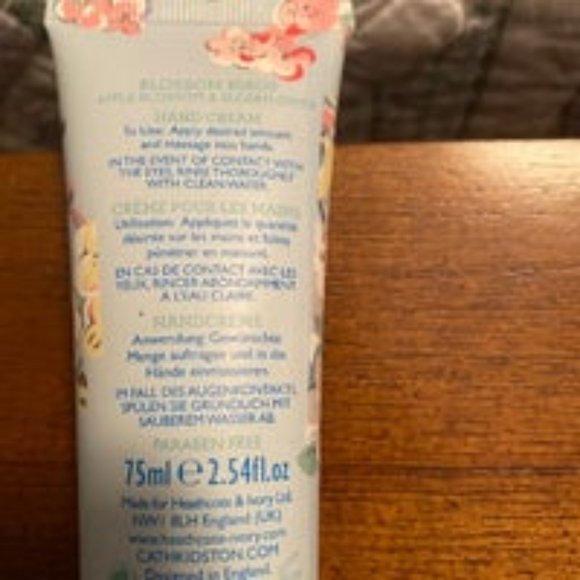 BLOSSOM BIRDS
APPLE BLOSSOM & ELDERFLOWER
HAND CREAM
To Use: Apply desired amount
and massage into hands.
IN THE EVENT OF CONTACT WITH
THE EYES, RINSE THOROUGHLY
WITH CLEAN WATER.
CRÈME POUR LES MAINS
Utilisation: Appliquez la quantité
désirée sur les mains et faites
pénétrer en massant.
EN CAS DE CONTACT AVEC LES
YEUX, RINCER ABONDAMMENT
À L'EAU CLAIRE.
HANDCREME
Anwendung: Gewünschte
Menge auftragen und in die
Hände einmassieren.
IM FALL DES AUGENKONTAKTS,
SPÜLEN SIE GRÜNDLICH MIT
SAUBEREM WASSER AB.
PARABEN FREE
75ml e 2.54fl.oz
Made for Heathcote & Ivory Ltd.
NW1 8LH England (UK)
www.heathcote-ivory.com
CATHKIDSTON.COM
Designed in England.